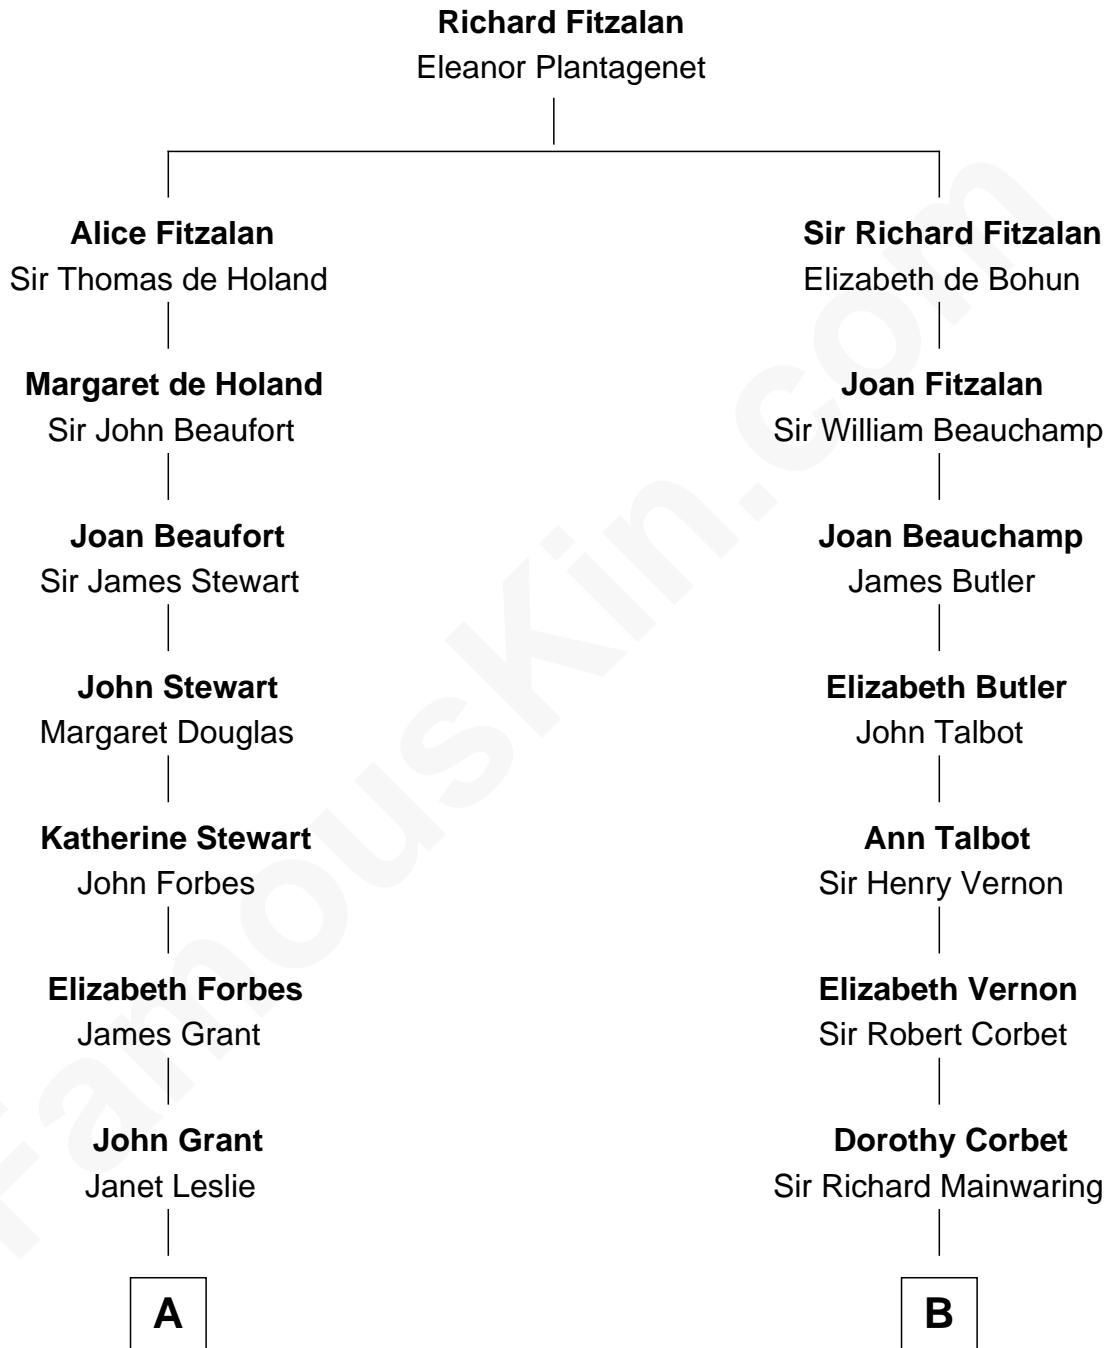 Richard Fitzalan
Eleanor Plantagenet
Alice Fitzalan
Sir Thomas de Holand
Sir Richard Fitzalan
Elizabeth de Bohun
Margaret de Holand
Sir John Beaufort
Joan Fitzalan
Sir William Beauchamp
Joan Beaufort
Sir James Stewart
Joan Beauchamp
James Butler
John Stewart
Margaret Douglas
Elizabeth Butler
John Talbot
Katherine Stewart
John Forbes
Ann Talbot
Sir Henry Vernon
Elizabeth Forbes
James Grant
Elizabeth Vernon
Sir Robert Corbet
John Grant
Janet Leslie
Dorothy Corbet
Sir Richard Mainwaring
A
B
FamousKin.com